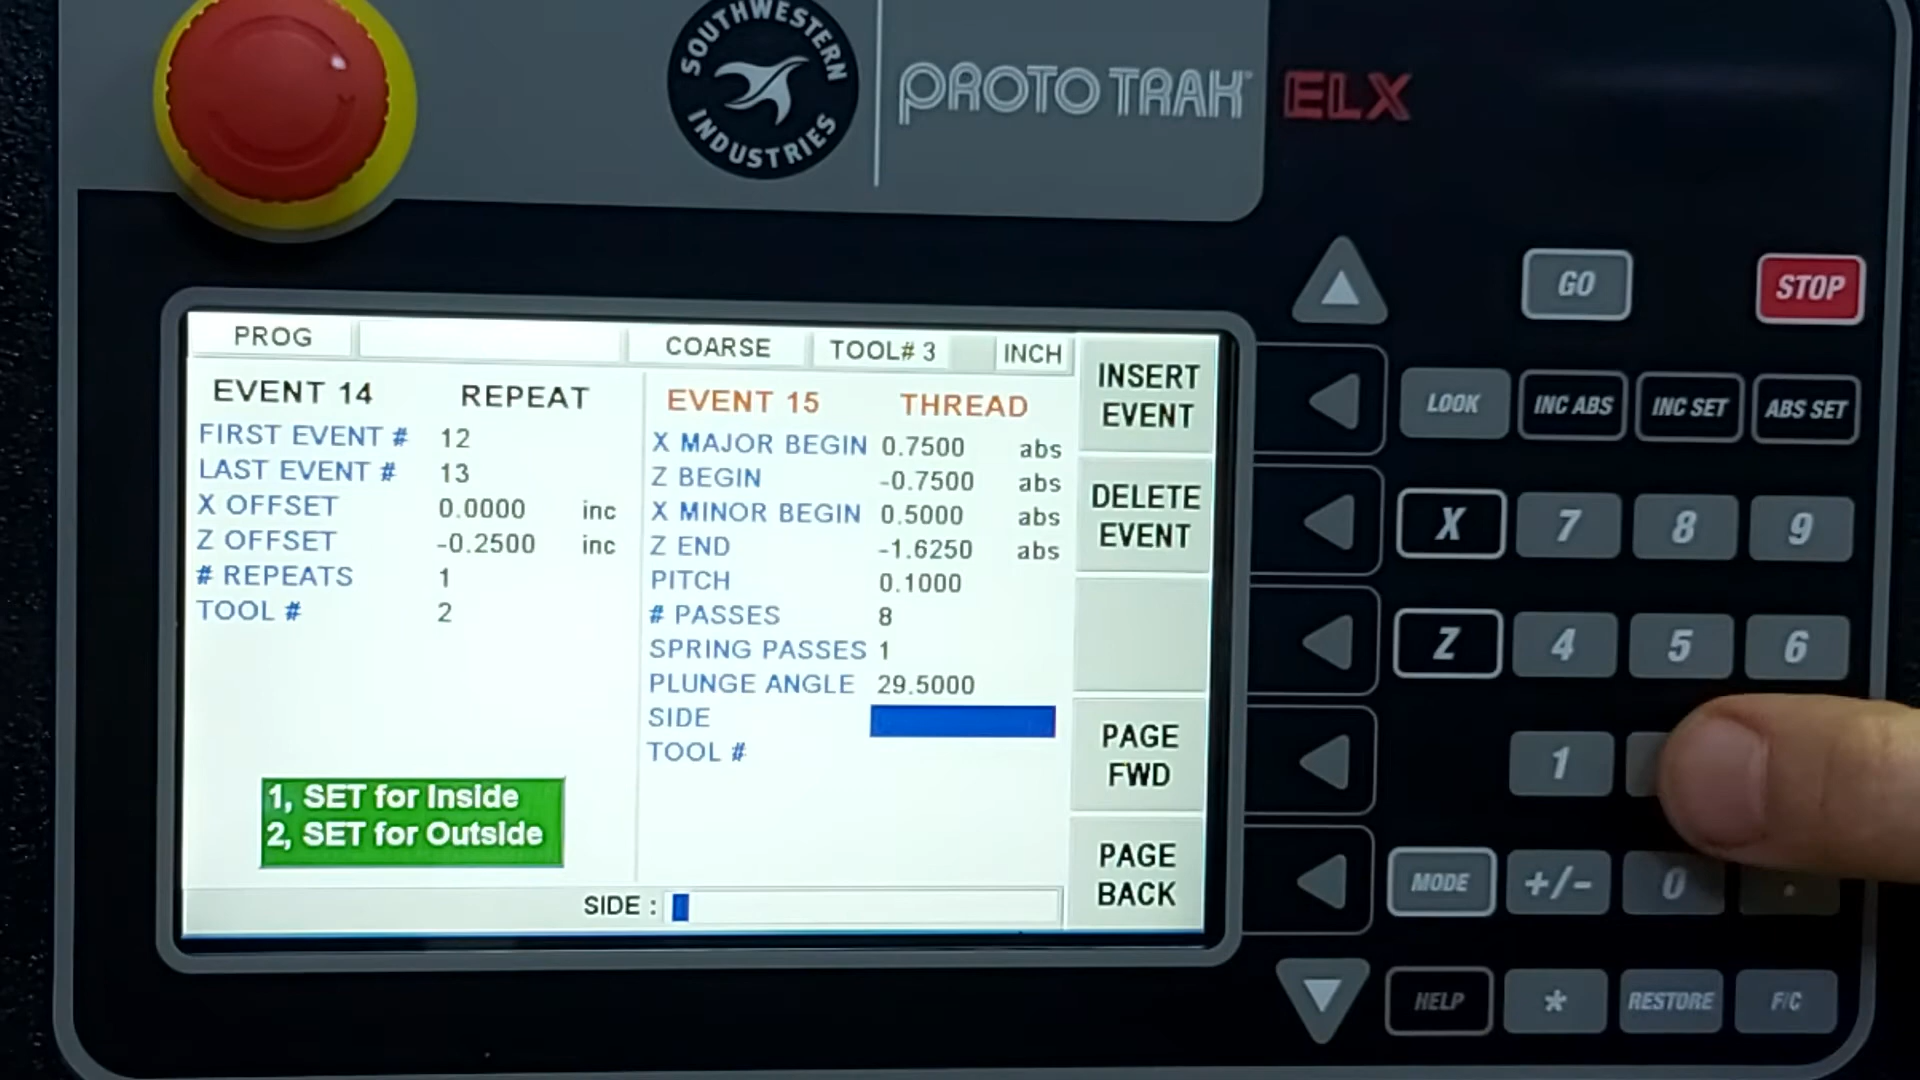 SOUTHWESTERN
INDUSTRIES
PROTO TRAK ELX
PROG COARSE TOOL# 3 INCH
EVENT 14 REPEAT
FIRST EVENT # 12
LAST EVENT # 13
X OFFSET 0.0000 inc
Z OFFSET -0.2500 inc
# REPEATS 1
TOOL # 2
1, SET for Inside
2, SET for Outside
EVENT 15 THREAD
X MAJOR BEGIN 0.7500 abs
Z BEGIN -0.7500 abs
X MINOR BEGIN 0.5000 abs
Z END -1.6250 abs
PITCH 0.1000
# PASSES 8
SPRING PASSES 1
PLUNGE ANGLE 29.5000
SIDE
TOOL #
SIDE :
INSERT
EVENT
DELETE
EVENT
PAGE
FWD
PAGE
BACK
GO STOP
LOOK INC ABS INC SET ABS SET
X 7 8 9
Z 4 5 6
1
MODE +/- 0 .
HELP * RESTORE F/C